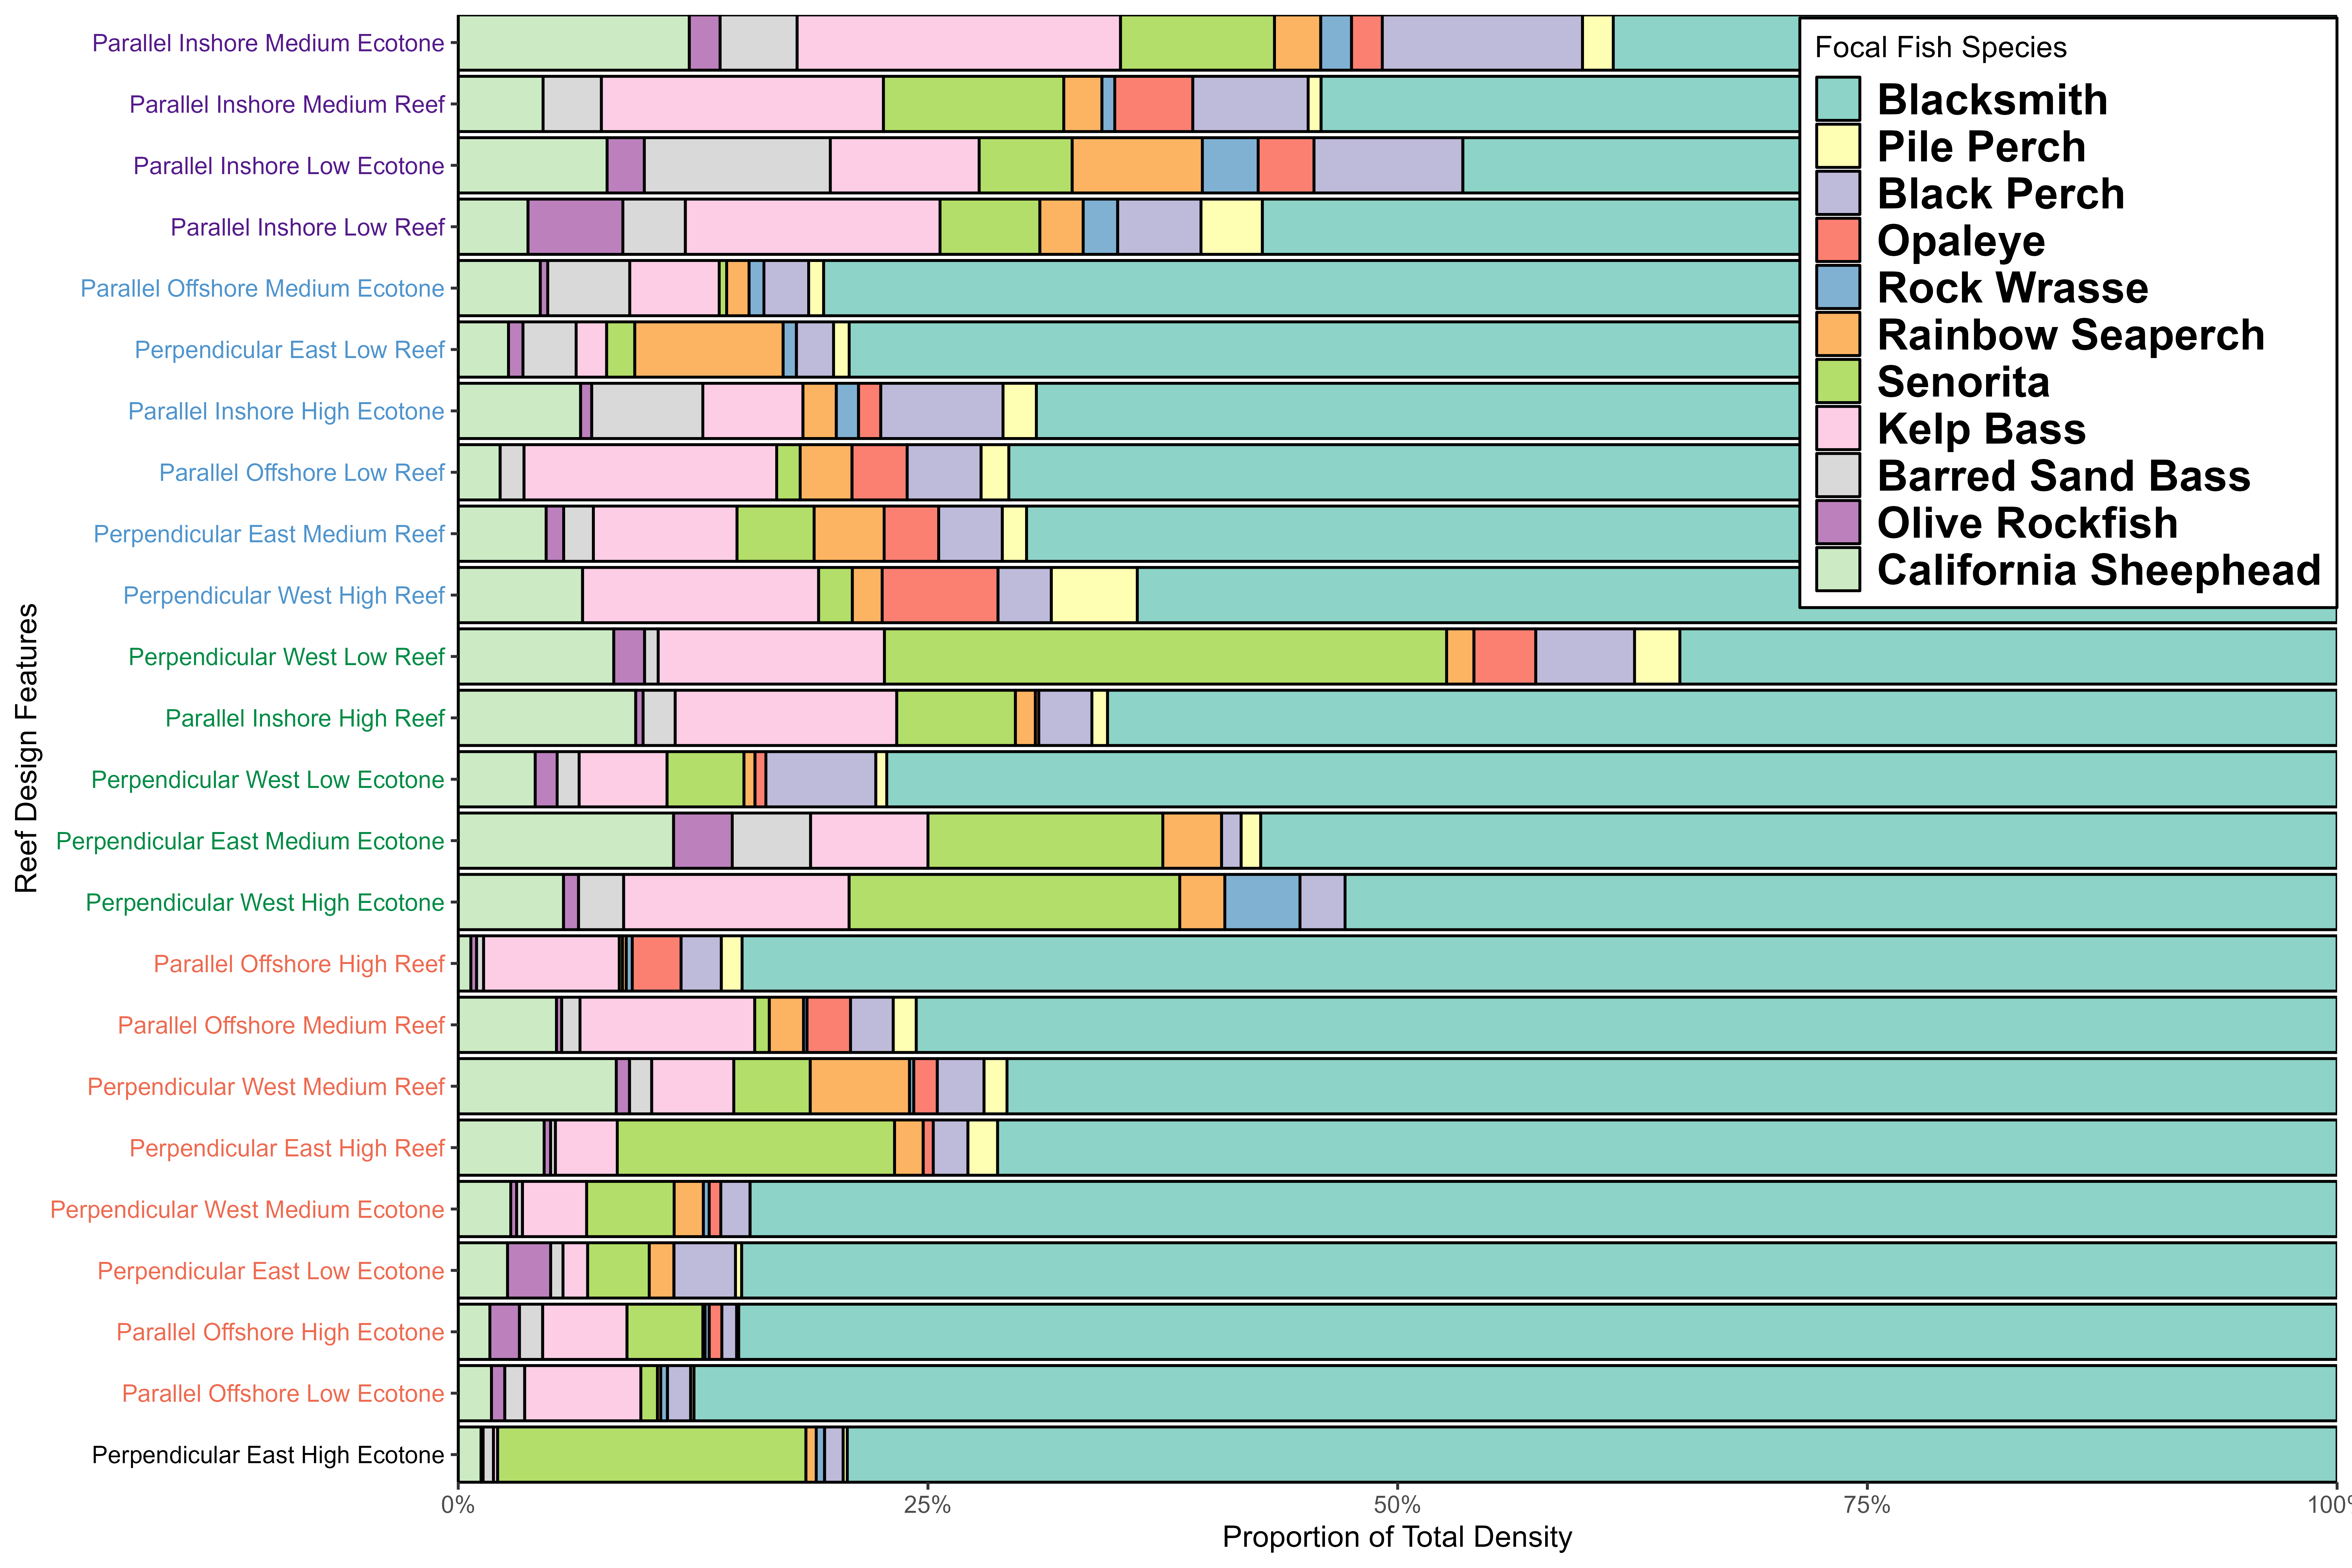 Parallel Inshore Medium Ecotone
Parallel Inshore Medium Reef
Parallel Inshore Low Ecotone
Parallel Inshore Low Reef
Parallel Offshore Medium Ecotone
Perpendicular East Low Reef
Parallel Inshore High Ecotone
Parallel Offshore Low Reef
Perpendicular East Medium Reef
Perpendicular West High Reef
Perpendicular West Low Reef
Parallel Inshore High Reef
Perpendicular West Low Ecotone
Perpendicular East Medium Ecotone
Perpendicular West High Ecotone
Parallel Offshore High Reef
Parallel Offshore Medium Reef
Perpendicular West Medium Reef
Perpendicular East High Reef
Perpendicular West Medium Ecotone
Perpendicular East Low Ecotone
Parallel Offshore High Ecotone
Parallel Offshore Low Ecotone
Perpendicular East High Ecotone
Reef Design Features
Focal Fish Species
Blacksmith
Pile Perch
Black Perch
Opaleye
Rock Wrasse
Rainbow Seaperch
Senorita
Kelp Bass
Barred Sand Bass
Olive Rockfish
California Sheephead
0% 25% 50% 75% 100%
Proportion of Total Density